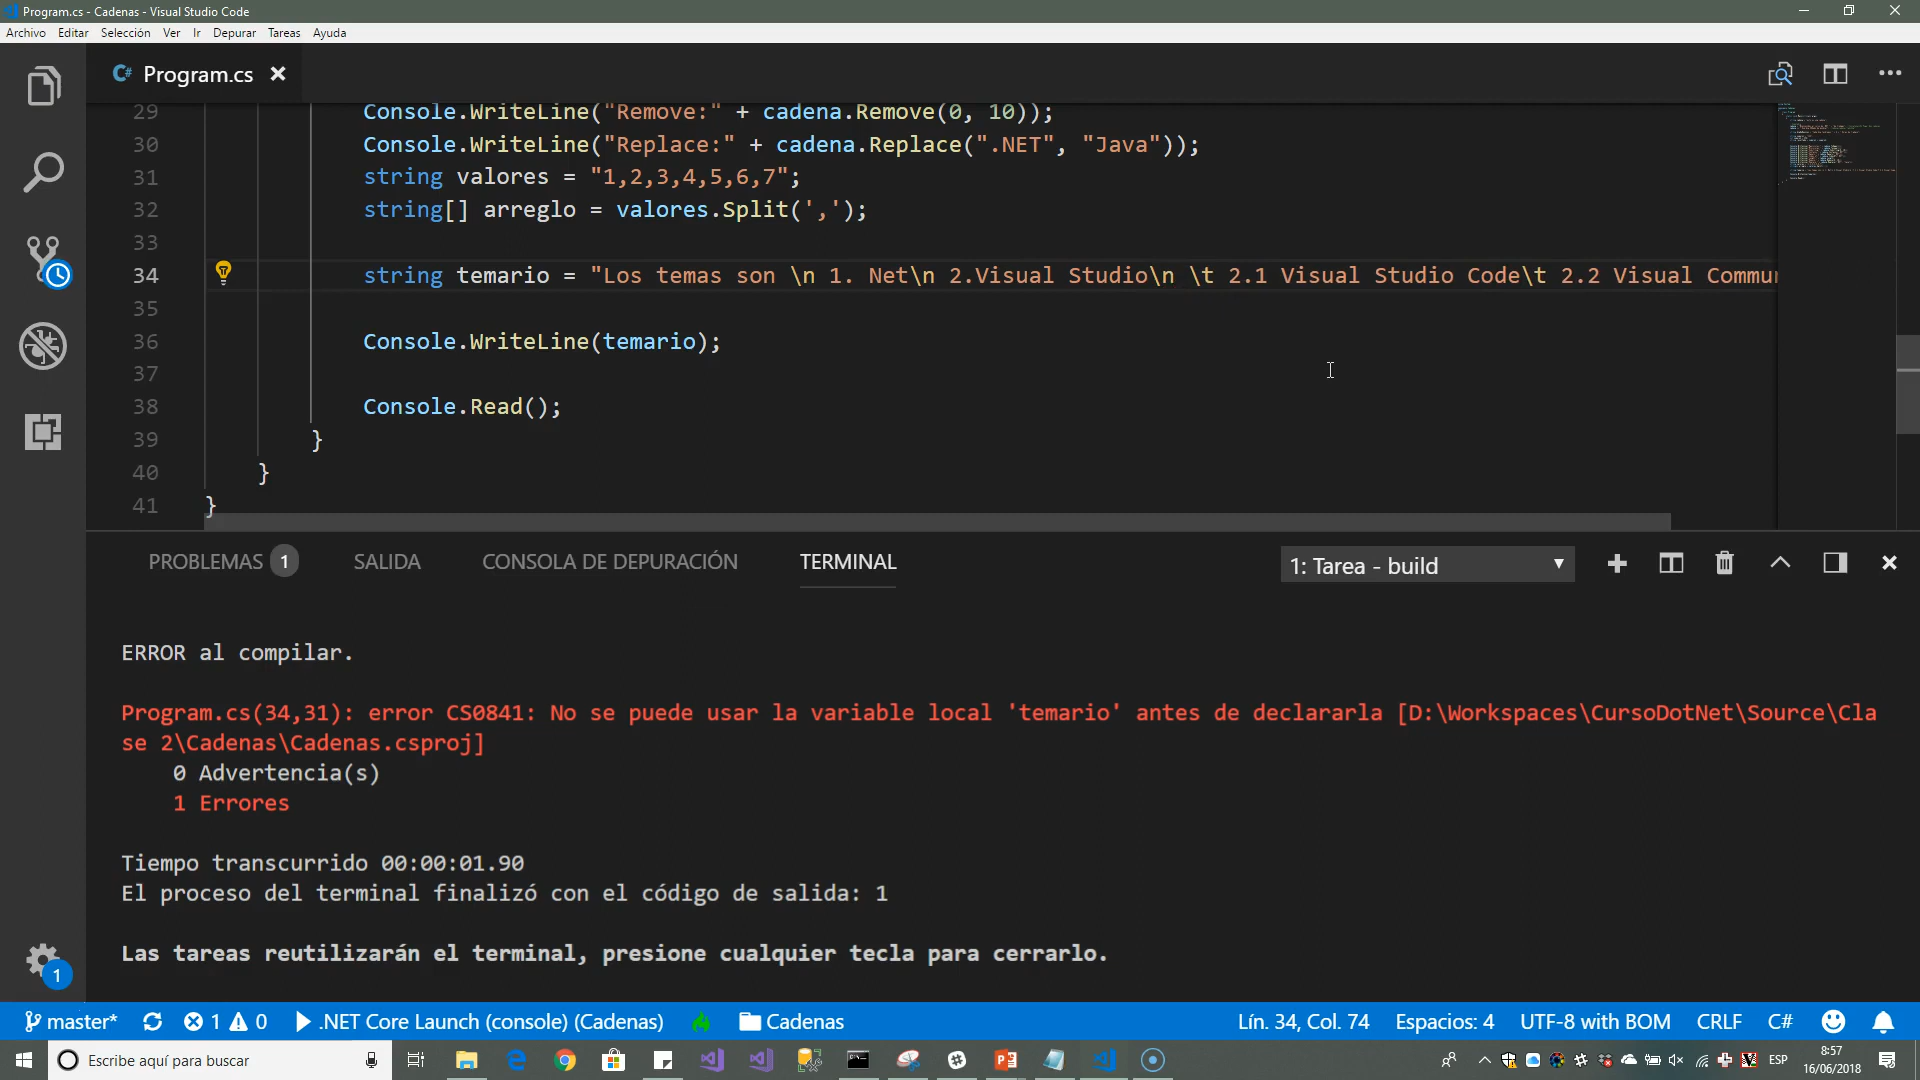 Program.cs - Cadenas - Visual Studio Code
Archivo Editar Selección Ver Ir Depurar Tareas Ayuda
C# Program.cs
29 Console.WriteLine("Remove:" + cadena.Remove(0, 10));
30 Console.WriteLine("Replace:" + cadena.Replace(".NET", "Java"));
31 string valores = "1,2,3,4,5,6,7";
32 string[] arreglo = valores.Split(',');
33
34 string temario = "Los temas son \n 1. Net\n 2.Visual Studio\n \t 2.1 Visual Studio Code\t 2.2 Visual Commun
35
36 Console.WriteLine(temario);
37
38 Console.Read();
39 }
40 }
41 }
PROBLEMAS 1 SALIDA CONSOLA DE DEPURACIÓN TERMINAL 1: Tarea - build
ERROR al compilar.
Program.cs(34,31): error CS0841: No se puede usar la variable local 'temario' antes de declararla [D:\Workspaces\CursoDotNet\Source\Cla
se 2\Cadenas\Cadenas.csproj]
0 Advertencia(s)
1 Errores
Tiempo transcurrido 00:00:01.90
El proceso del terminal finalizó con el código de salida: 1
Las tareas reutilizarán el terminal, presione cualquier tecla para cerrarlo.
1
master* 1 0 .NET Core Launch (console) (Cadenas) Cadenas Lín. 34, Col. 74 Espacios: 4 UTF-8 with BOM CRLF C#
Escribe aquí para buscar ESP 8:57
16/06/2018